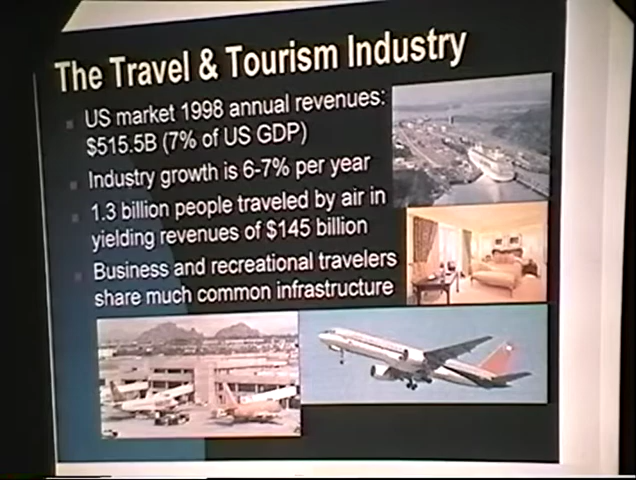 The Travel & Tourism Industry
US market 1998 annual revenues:
$515.5B (7% of US GDP)
Industry growth is 6-7% per year
1.3 billion people traveled by air in
yielding revenues of $145 billion
Business and recreational travelers
share much common infrastructure